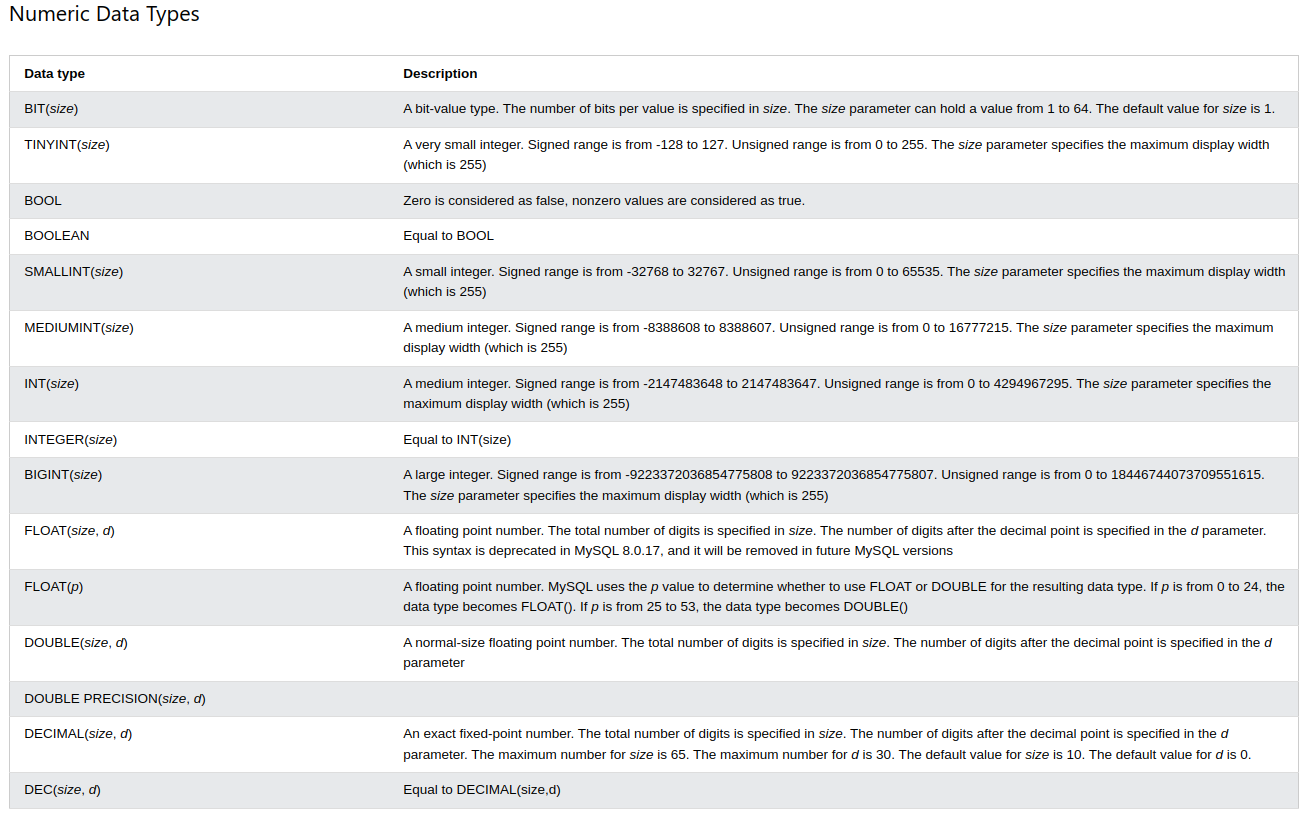 Numeric Data Types
Data type Description
BIT(size) A bit-value type. The number of bits per value is specified in size. The size parameter can hold a value from 1 to 64. The default value for size is 1.
TINYINT(size) A very small integer. Signed range is from -128 to 127. Unsigned range is from 0 to 255. The size parameter specifies the maximum display width
(which is 255)
BOOL Zero is considered as false, nonzero values are considered as true.
BOOLEAN Equal to BOOL
SMALLINT(size) A small integer. Signed range is from -32768 to 32767. Unsigned range is from 0 to 65535. The size parameter specifies the maximum display width
(which is 255)
MEDIUMINT(size) A medium integer. Signed range is from -8388608 to 8388607. Unsigned range is from 0 to 16777215. The size parameter specifies the maximum
display width (which is 255)
INT(size) A medium integer. Signed range is from -2147483648 to 2147483647. Unsigned range is from 0 to 4294967295. The size parameter specifies the
maximum display width (which is 255)
INTEGER(size) Equal to INT(size)
BIGINT(size) A large integer. Signed range is from -9223372036854775808 to 9223372036854775807. Unsigned range is from 0 to 18446744073709551615.
The size parameter specifies the maximum display width (which is 255)
FLOAT(size, d) A floating point number. The total number of digits is specified in size. The number of digits after the decimal point is specified in the d parameter.
This syntax is deprecated in MySQL 8.0.17, and it will be removed in future MySQL versions
FLOAT(p) A floating point number. MySQL uses the p value to determine whether to use FLOAT or DOUBLE for the resulting data type. If p is from 0 to 24, the
data type becomes FLOAT(). If p is from 25 to 53, the data type becomes DOUBLE()
DOUBLE(size, d) A normal-size floating point number. The total number of digits is specified in size. The number of digits after the decimal point is specified in the d
parameter
DOUBLE PRECISION(size, d)
DECIMAL(size, d) An exact fixed-point number. The total number of digits is specified in size. The number of digits after the decimal point is specified in the d
parameter. The maximum number for size is 65. The maximum number for d is 30. The default value for size is 10. The default value for d is 0.
DEC(size, d) Equal to DECIMAL(size,d)